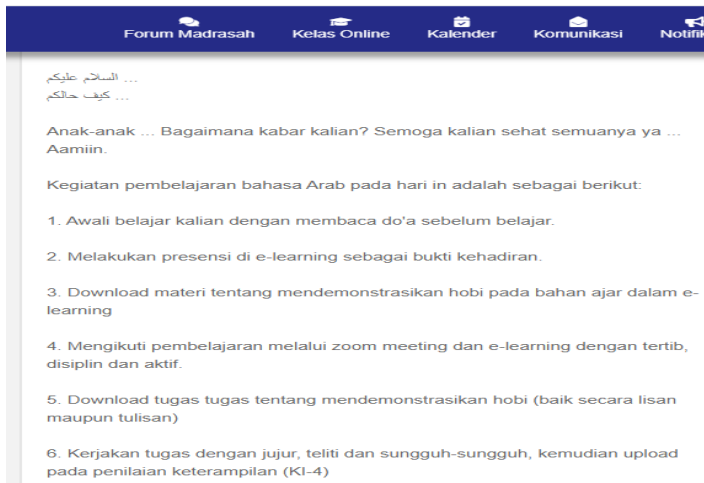 Forum Madrasah Kelas Online Kalender Komunikasi
السلام عليكم ...
كيف حالكم ...
Anak-anak ... Bagaimana kabar kalian? Semoga kalian sehat semuanya ya ...
Aamiin.
Kegiatan pembelajaran bahasa Arab pada hari in adalah sebagai berikut:
1. Awali belajar kalian dengan membaca do'a sebelum belajar.
2. Melakukan presensi di e-learning sebagai bukti kehadiran.
3. Download materi tentang mendemonstrasikan hobi pada bahan ajar dalam e-
learning
4. Mengikuti pembelajaran melalui zoom meeting dan e-learning dengan tertib,
disiplin dan aktif.
5. Download tugas tugas tentang mendemonstrasikan hobi (baik secara lisan
maupun tulisan)
6. Kerjakan tugas dengan jujur, teliti dan sungguh-sungguh, kemudian upload
pada penilaian keterampilan (KI-4)